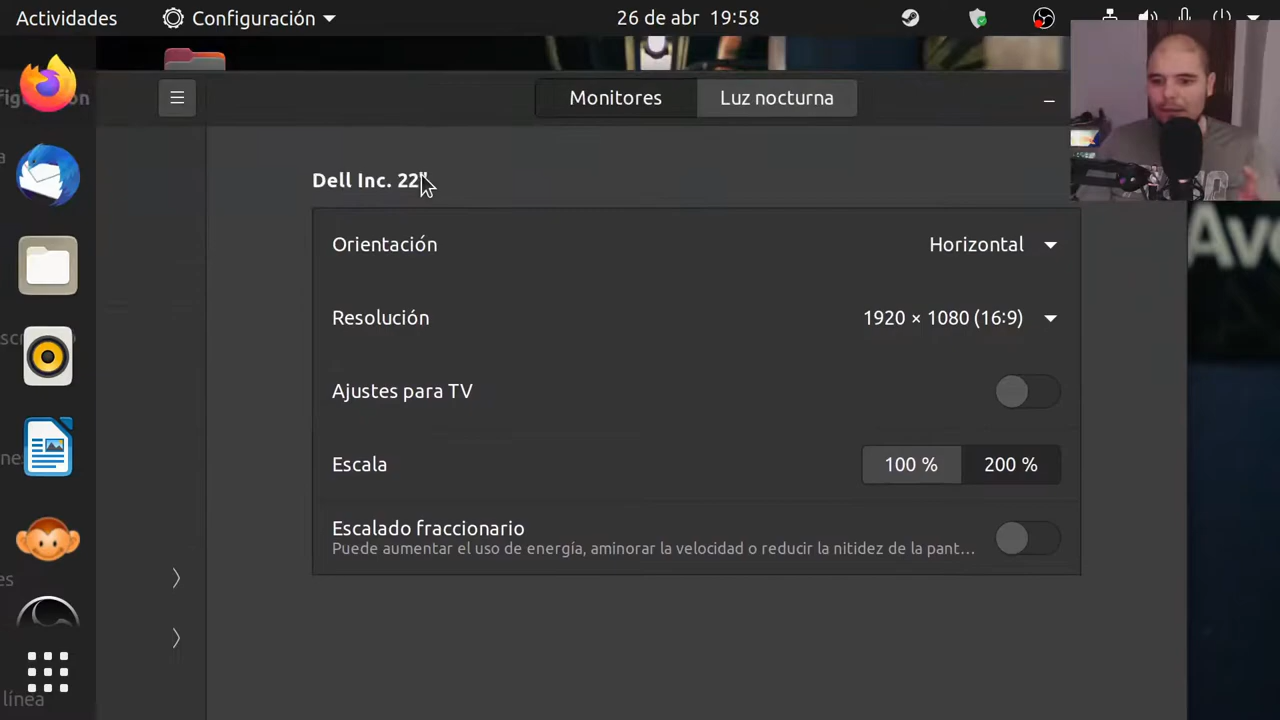 Actividades
Configuración
26 de abr 19:58
Monitores
Luz nocturna
Dell Inc. 22"
Orientación
Horizontal
Resolución
1920 × 1080 (16:9)
Ajustes para TV
Escala
100 %
200 %
Escalado fraccionario
Puede aumentar el uso de energía, aminorar la velocidad o reducir la nitidez de la pant…
línea